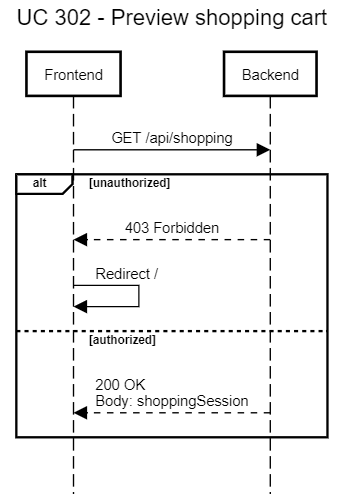 UC 302 - Preview shopping cart
Frontend
Backend
GET /api/shopping
alt
[unauthorized]
403 Forbidden
Redirect /
[authorized]
200 OK
Body: shoppingSession